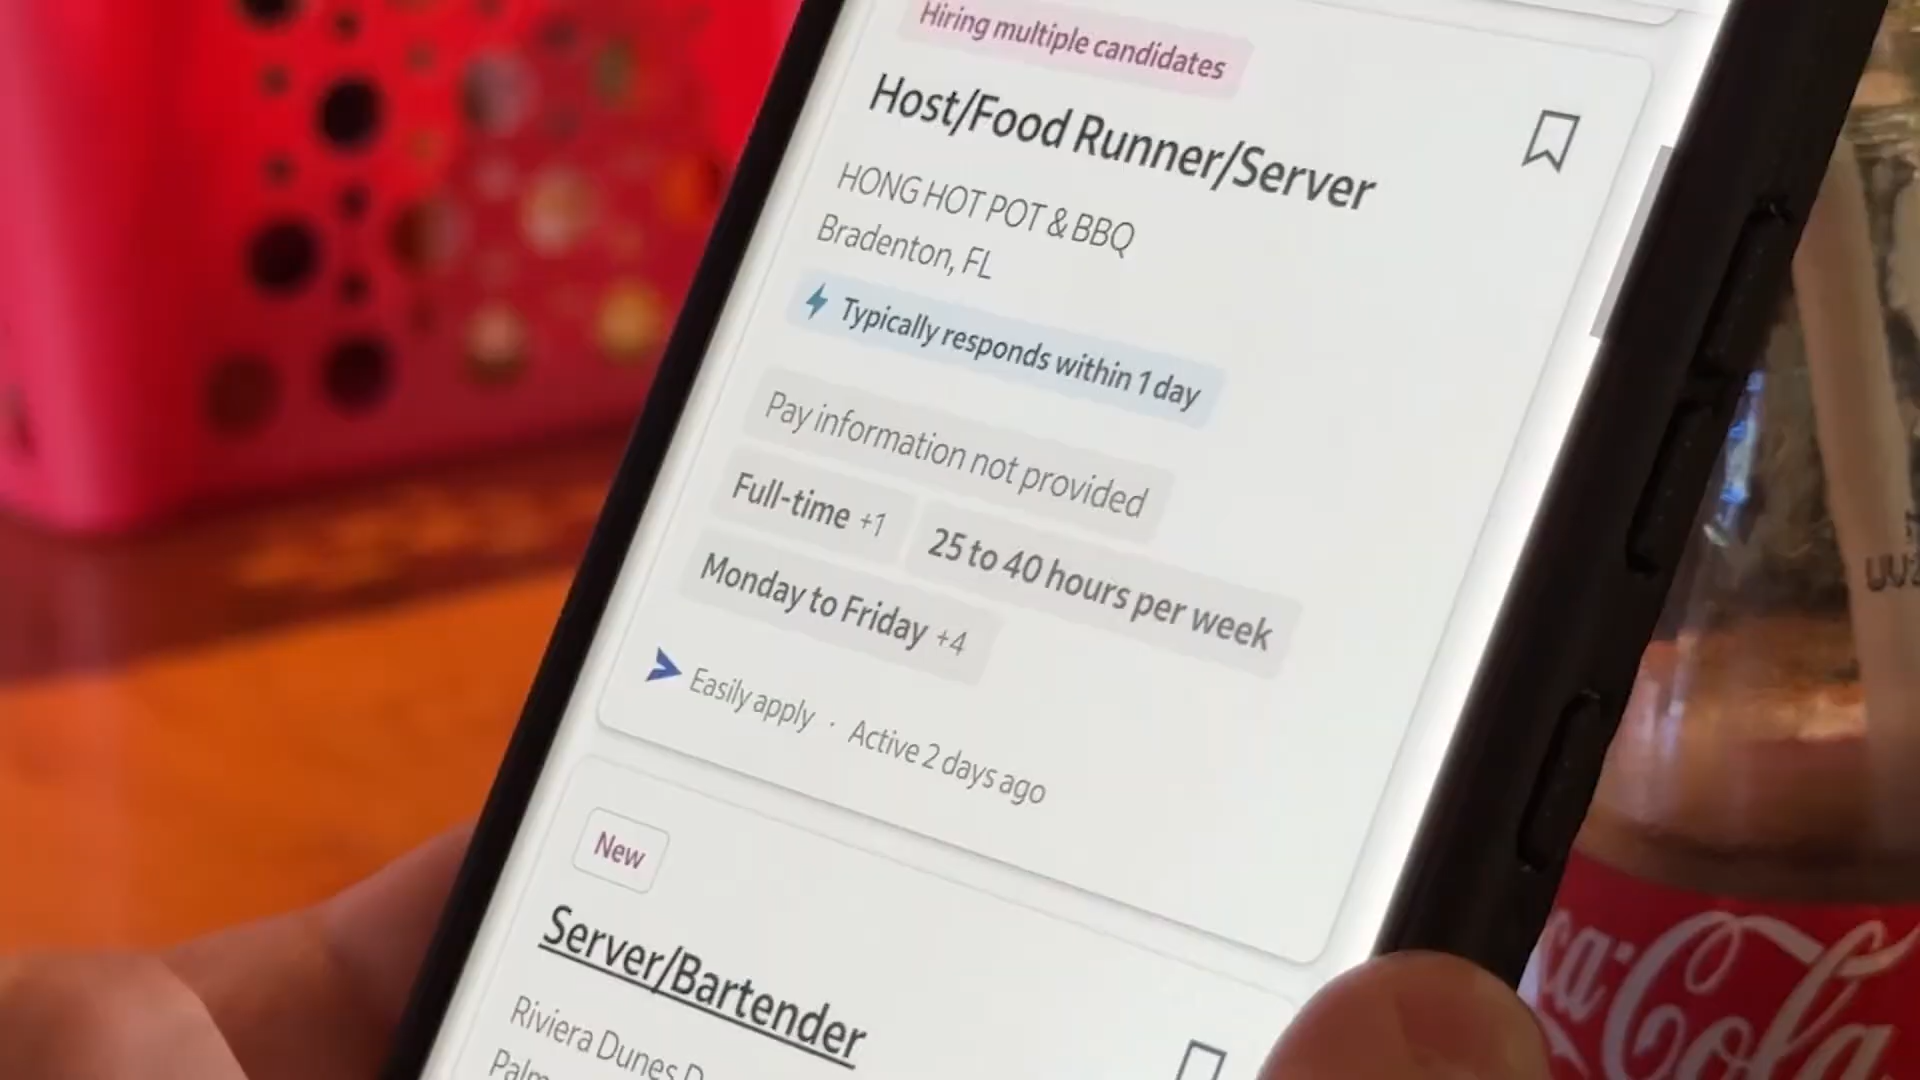 Hiring multiple candidates
Host/Food Runner/Server
HONG HOT POT & BBQ
Bradenton, FL
Typically responds within 1 day
Pay information not provided
Full-time +1
25 to 40 hours per week
Monday to Friday +4
Easily apply · Active 2 days ago
New
Server/Bartender
Riviera Dunes
Cola